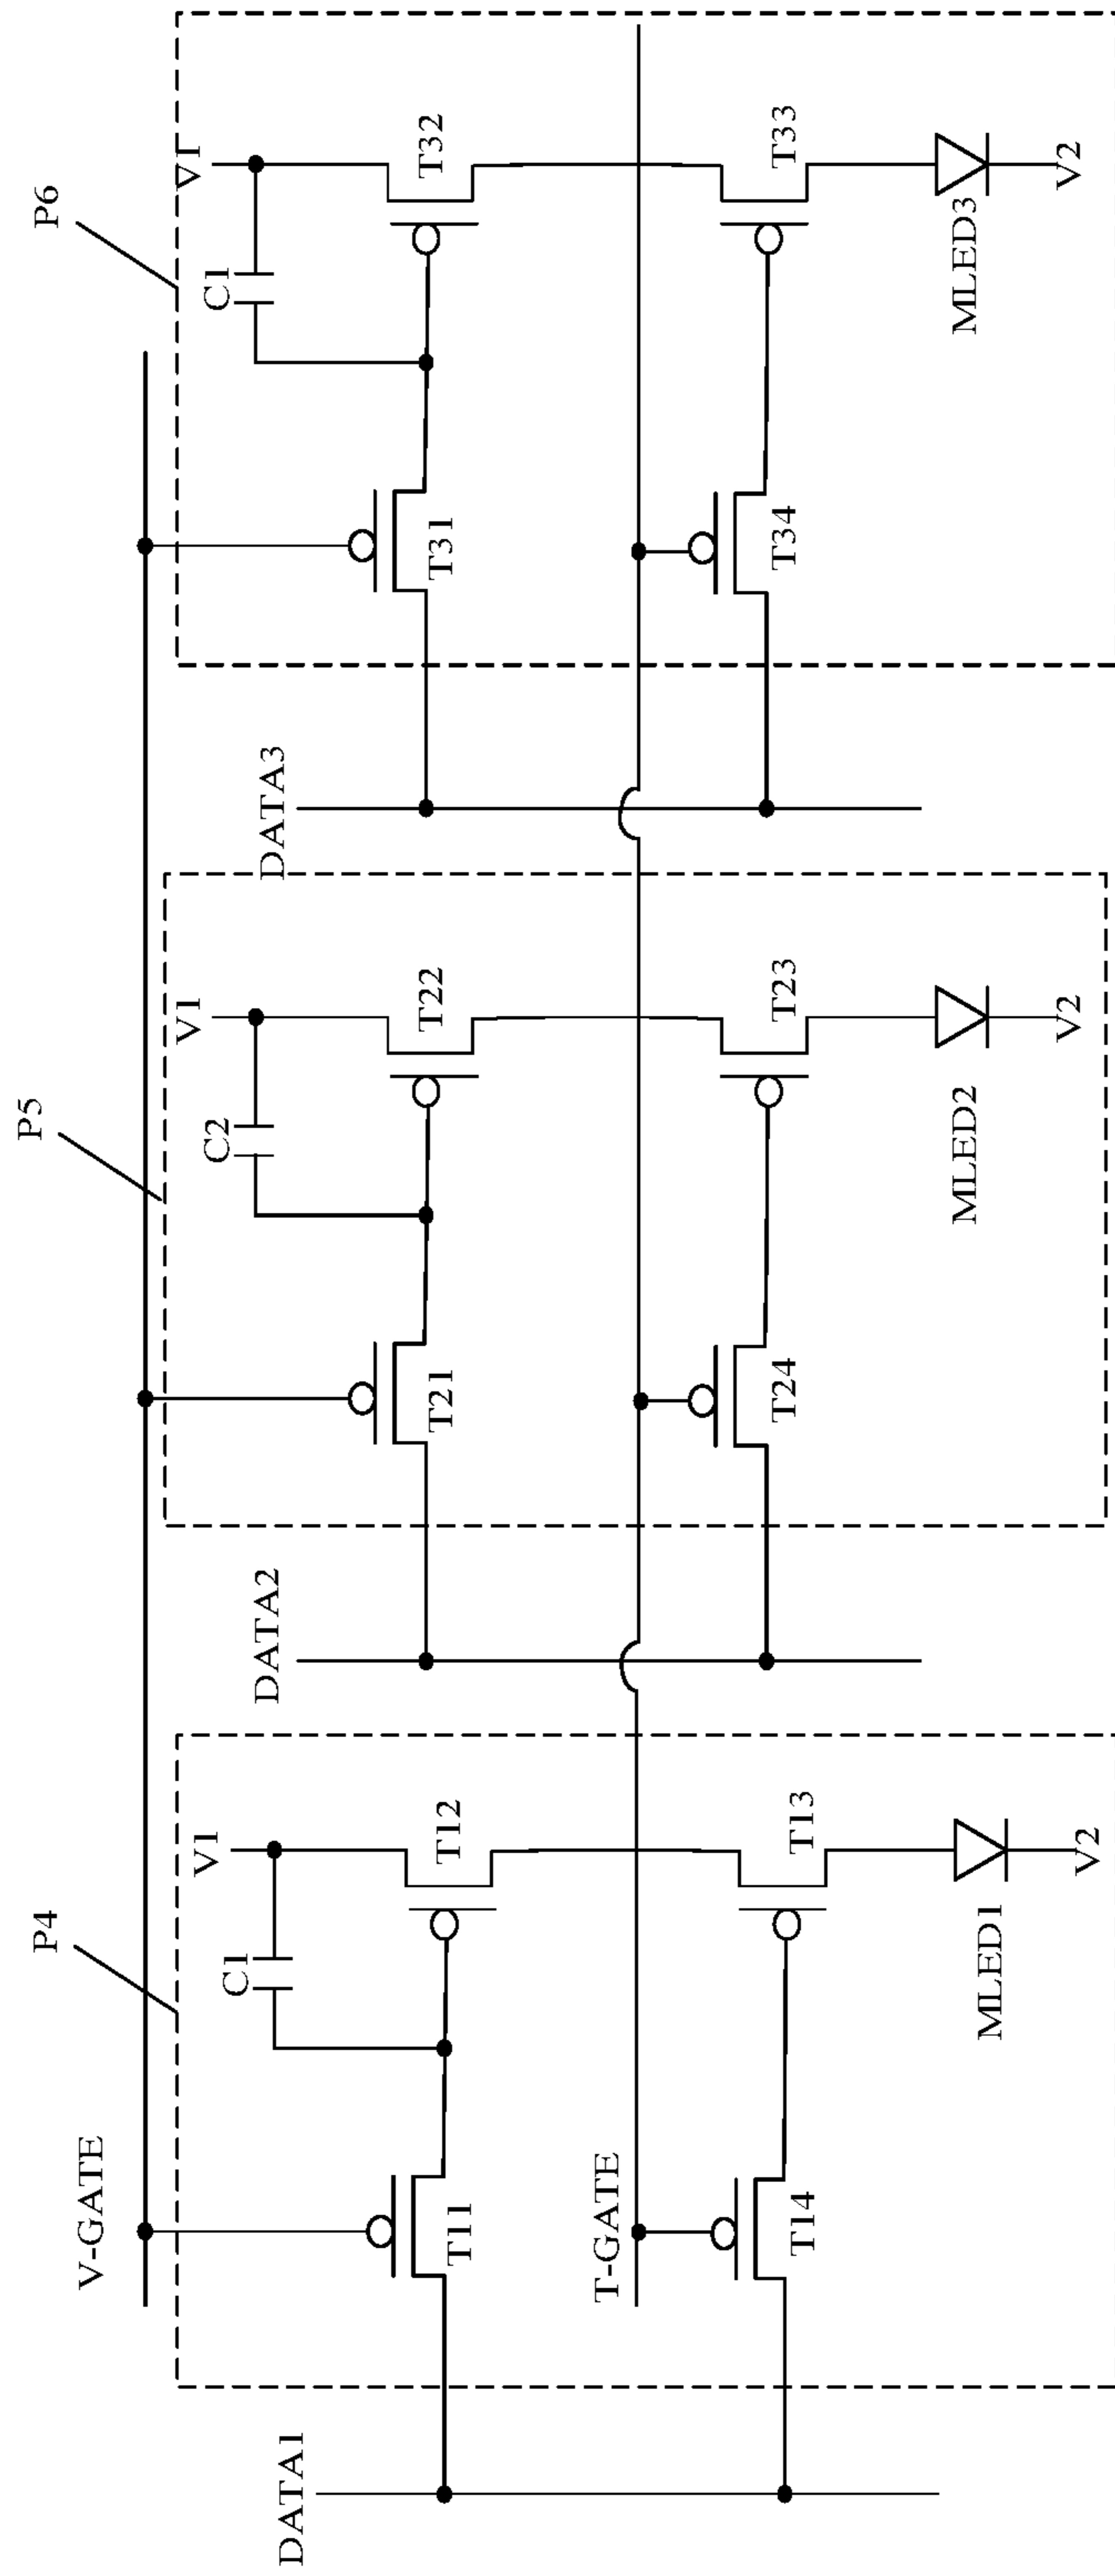 P4
P5
P6
V-GATE
V1
C1
T11
T12
DATA1
T-GATE
T14
T13
MLED1
V2
V1
C2
T21
T22
DATA2
T24
T23
MLED2
V2
V1
C1
T31
T32
DATA3
T34
T33
MLED3
V2